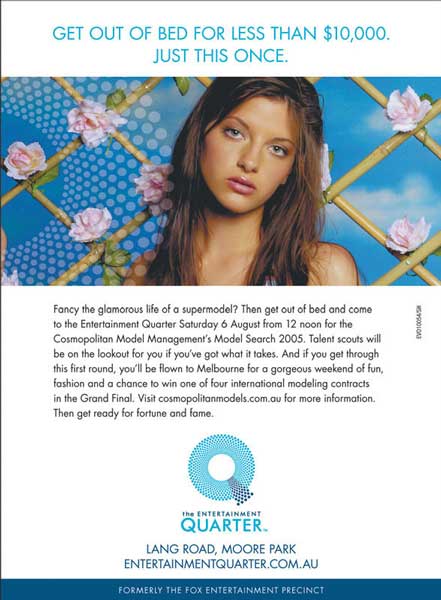 GET OUT OF BED FOR LESS THAN $10,000.
JUST THIS ONCE.
Fancy the glamorous life of a supermodel? Then get out of bed and come
to the Entertainment Quarter Saturday 6 August from 12 noon for the
Cosmopolitan Model Management's Model Search 2005. Talent scouts will
be on the lookout for you if you've got what it takes. And if you get through
this first round, you'll be flown to Melbourne for a gorgeous weekend of fun,
fashion and a chance to win one of four international modeling contracts
in the Grand Final. Visit cosmopolitanmodels.com.au for more information.
Then get ready for fortune and fame.
the ENTERTAINMENT
QUARTER™
LANG ROAD, MOORE PARK
ENTERTAINMENTQUARTER.COM.AU
FORMERLY THE FOX ENTERTAINMENT PRECINCT